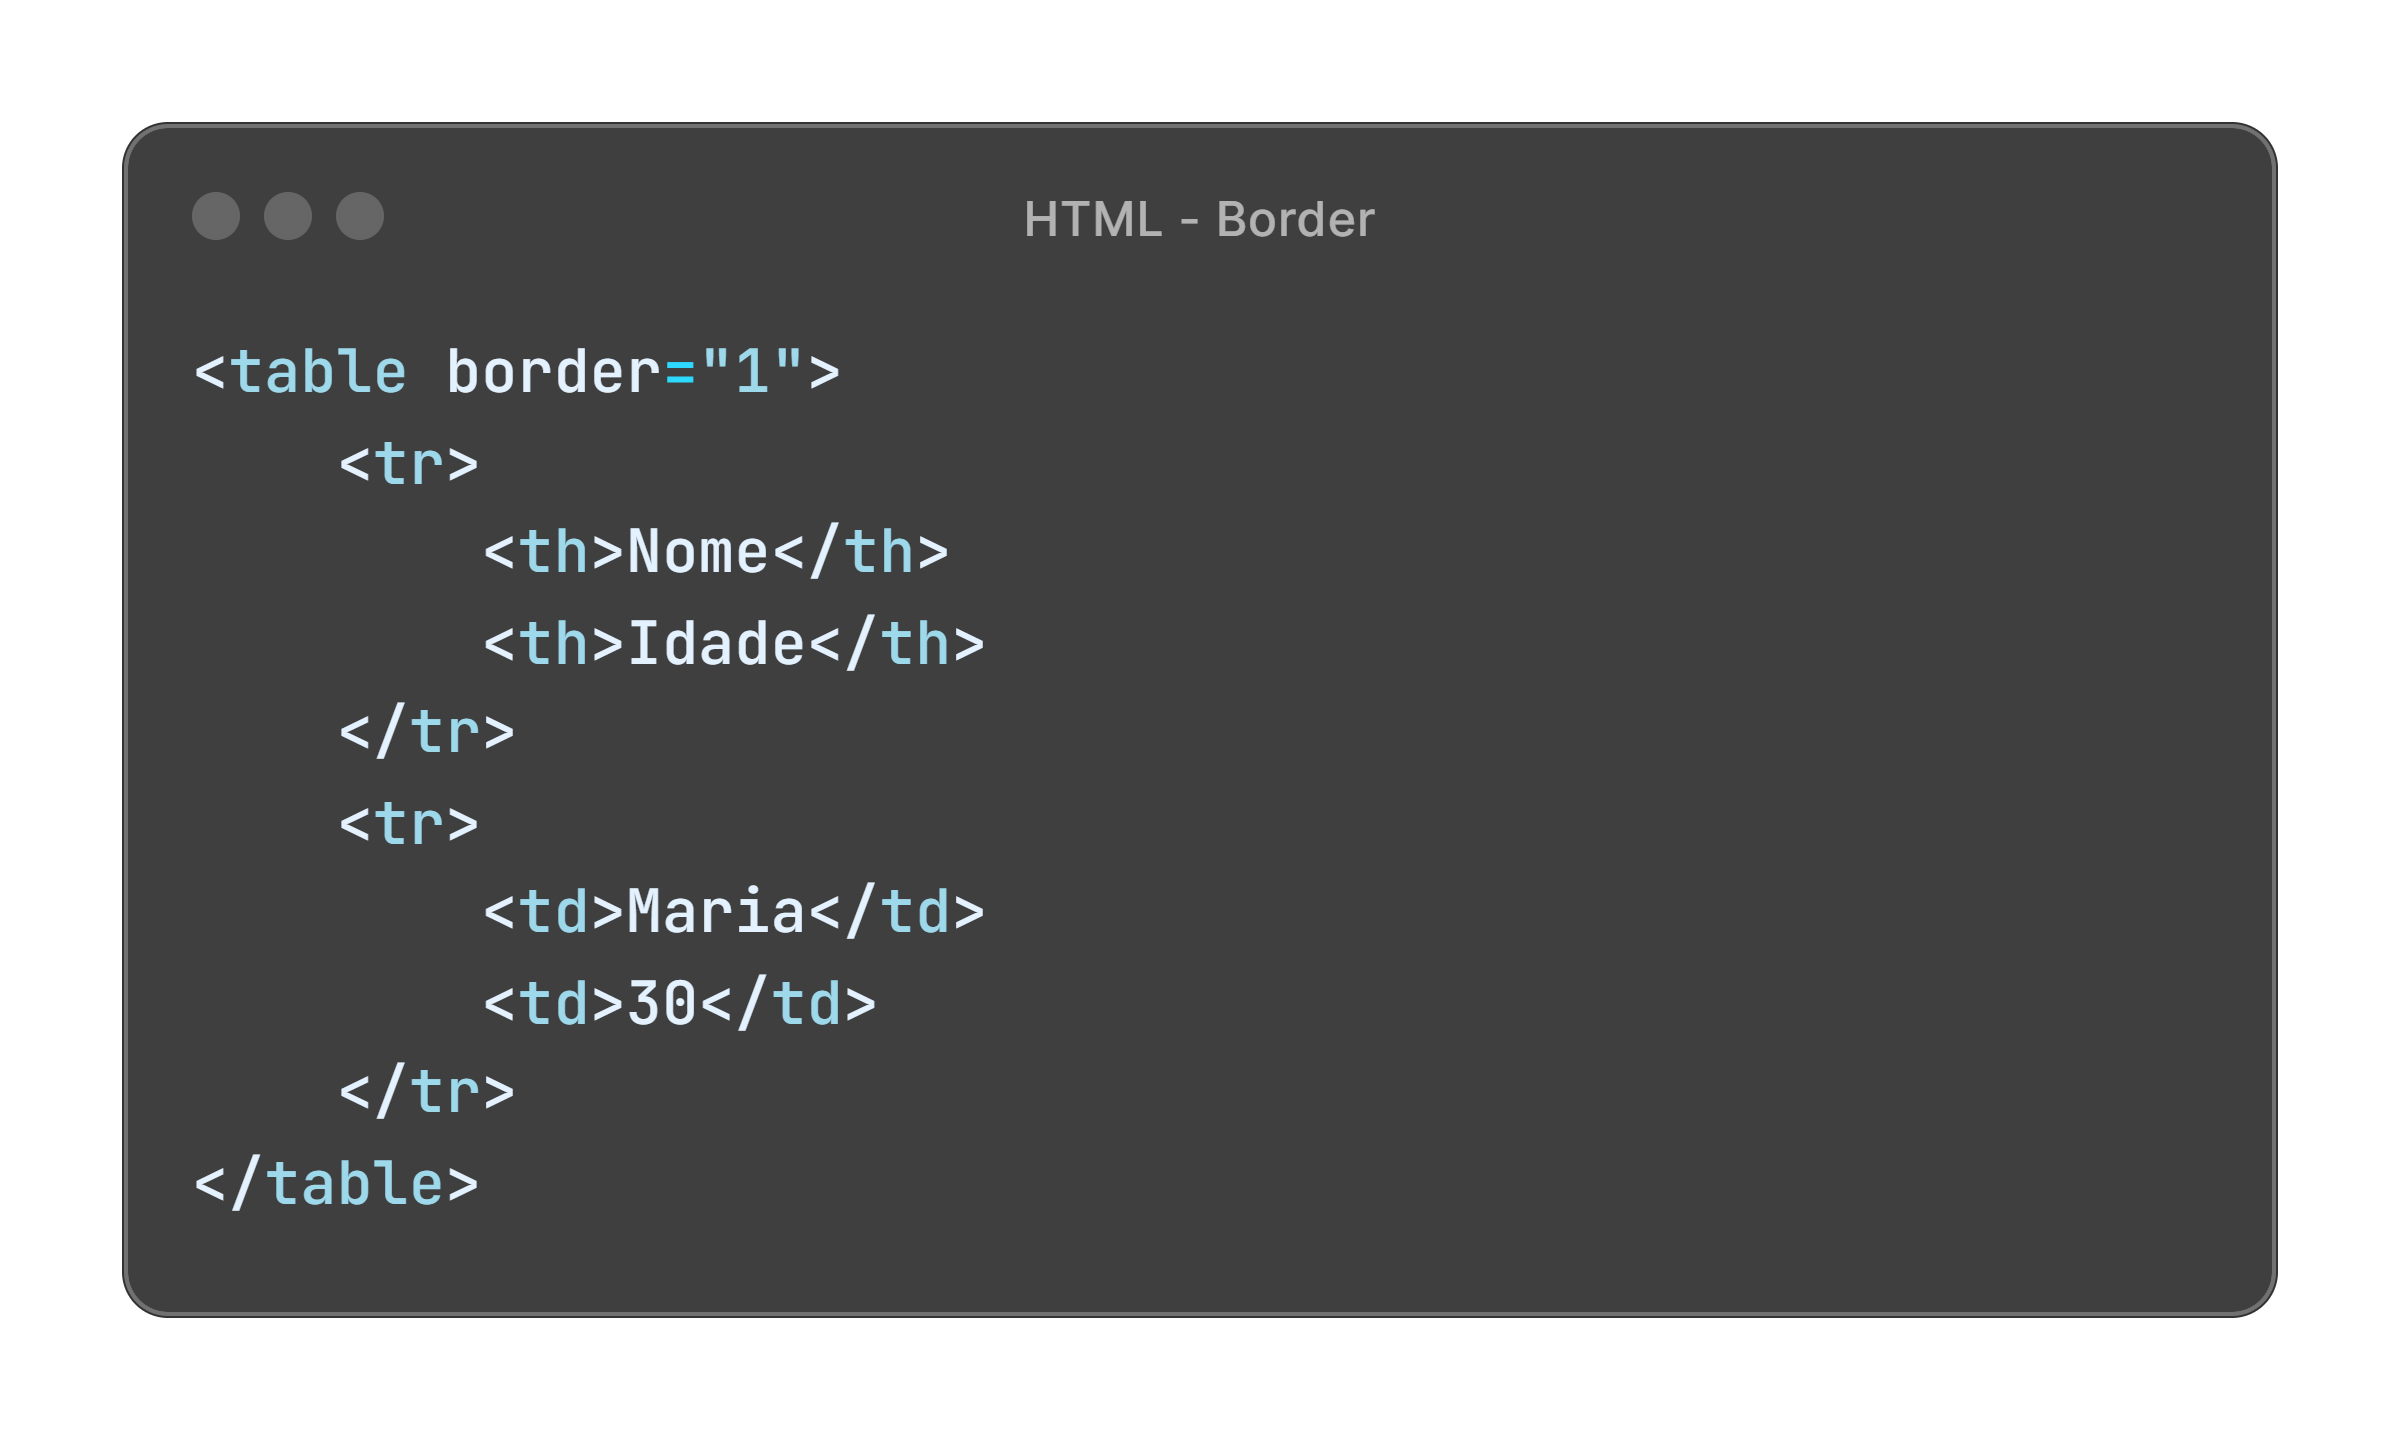 HTML - Border
<table border="1">
    <tr>
        <th>Nome</th>
        <th>Idade</th>
    </tr>
    <tr>
        <td>Maria</td>
        <td>30</td>
    </tr>
</table>